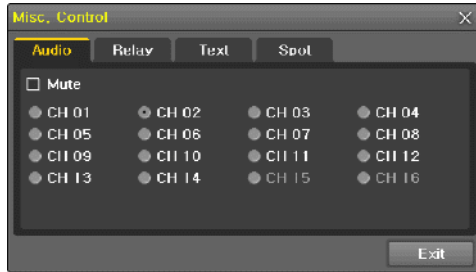 Misc. Control
Audio Relay Text Spot
Mute
CH 01 CH 02 CH 03 CH 04
CH 05 CH 06 CH 07 CH 08
CH 09 CH 10 CH 11 CH 12
CH 13 CH 14 CH 15 CH 16
Exit